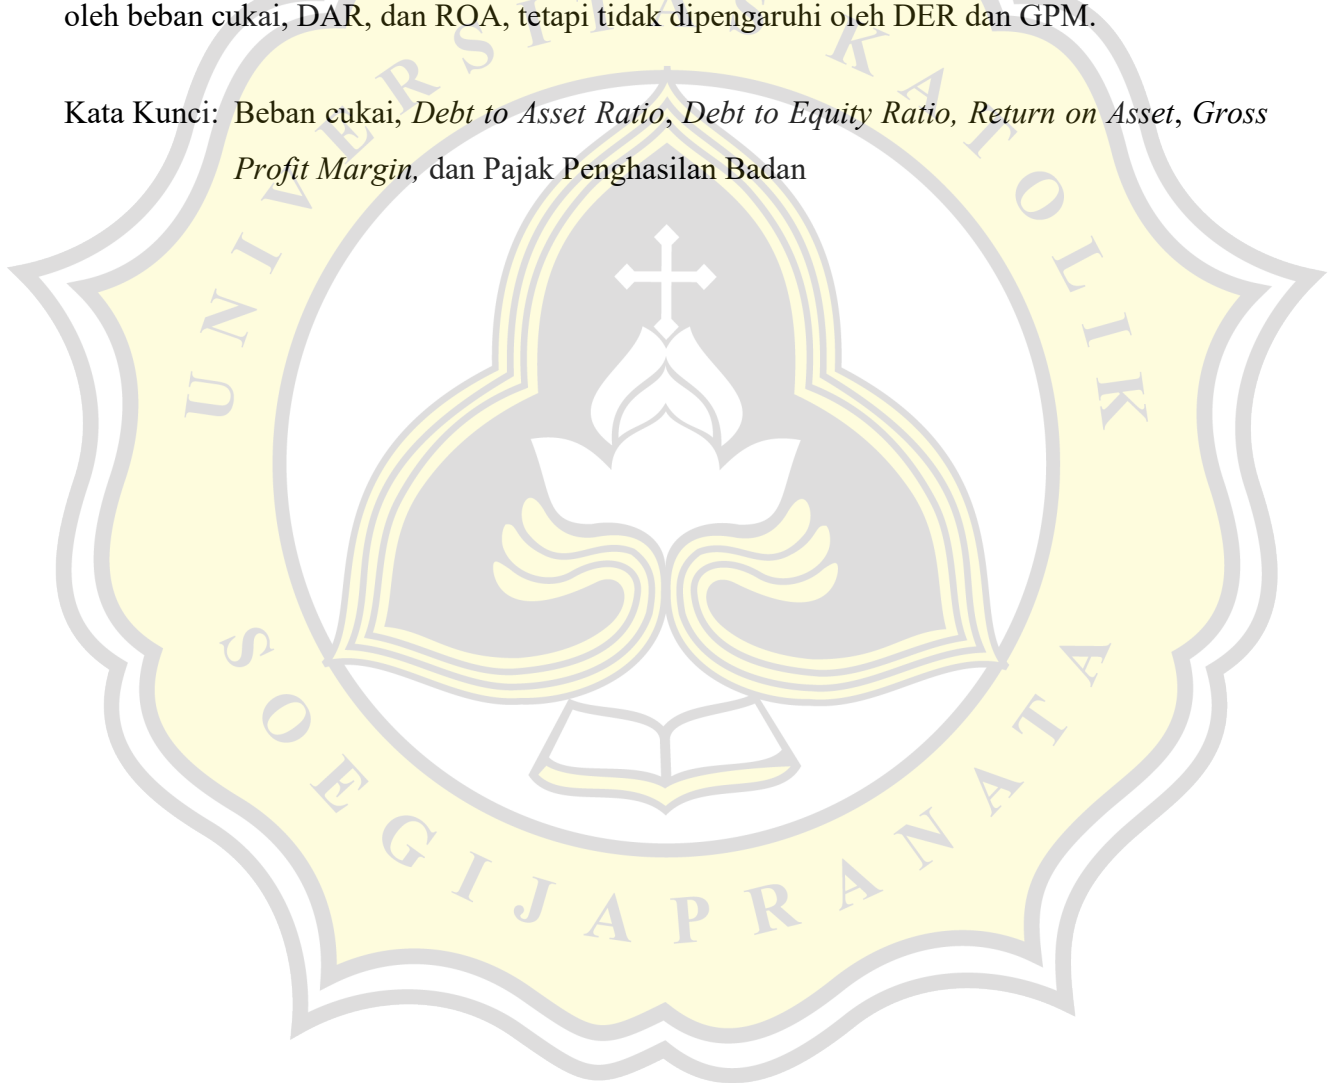 oleh beban cukai, DAR, dan ROA, tetapi tidak dipengaruhi oleh DER dan GPM.
Kata Kunci: Beban cukai, Debt to Asset Ratio, Debt to Equity Ratio, Return on Asset, Gross
Profit Margin, dan Pajak Penghasilan Badan
UNIVERSITAS KATOLIK
SOEGIJAPRANATA